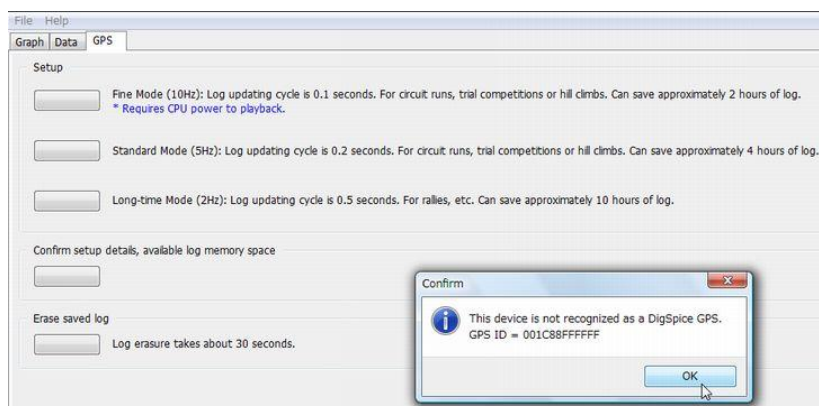 File Help
Graph Data GPS
Setup
Fine Mode (10Hz): Log updating cycle is 0.1 seconds. For circuit runs, trial competitions or hill climbs. Can save approximately 2 hours of log.
* Requires CPU power to playback.
Standard Mode (5Hz): Log updating cycle is 0.2 seconds. For circuit runs, trial competitions or hill climbs. Can save approximately 4 hours of log.
Long-time Mode (2Hz): Log updating cycle is 0.5 seconds. For rallies, etc. Can save approximately 10 hours of log.
Confirm setup details, available log memory space
Erase saved log
Log erasure takes about 30 seconds.
Confirm
This device is not recognized as a DigSpice GPS.
GPS ID = 001C88FFFFFF
OK